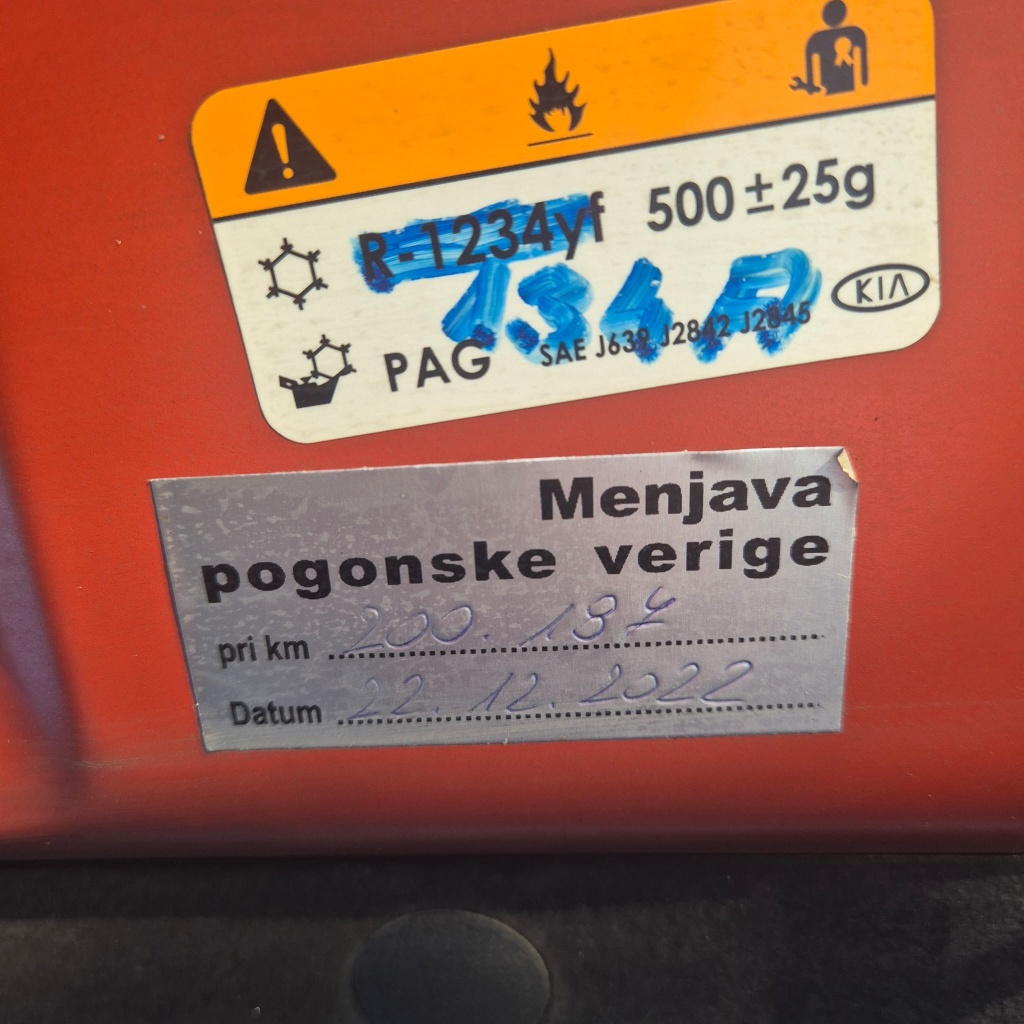 R-1234yf 500±25g
134A
KIA
PAG SAE J639 J2842 J2845
Menjava
pogonske verige
pri km 200.187
Datum 22.12.2022